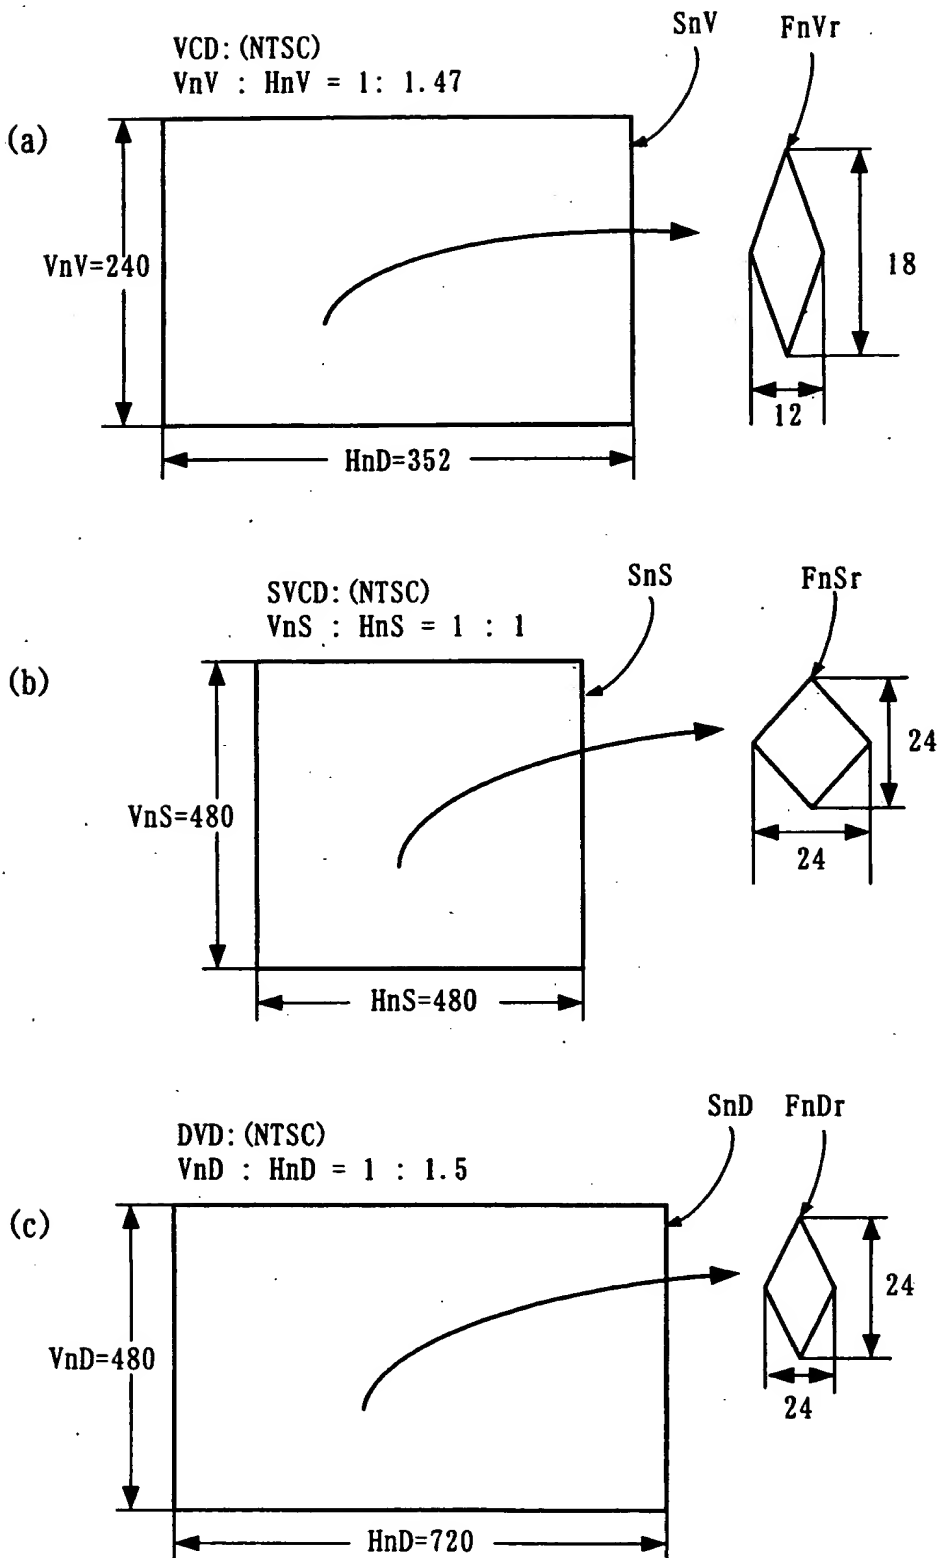 SnV FnVr
VCD:(NTSC)
VnV : HnV = 1: 1.47
(a)
VnV=240
18
12
HnD=352
SnS FnSr
SVCD:(NTSC)
VnS : HnS = 1 : 1
(b)
24
VnS=480
24
HnS=480
SnD FnDr
DVD:(NTSC)
VnD : HnD = 1 : 1.5
(c)
24
VnD=480
24
HnD=720